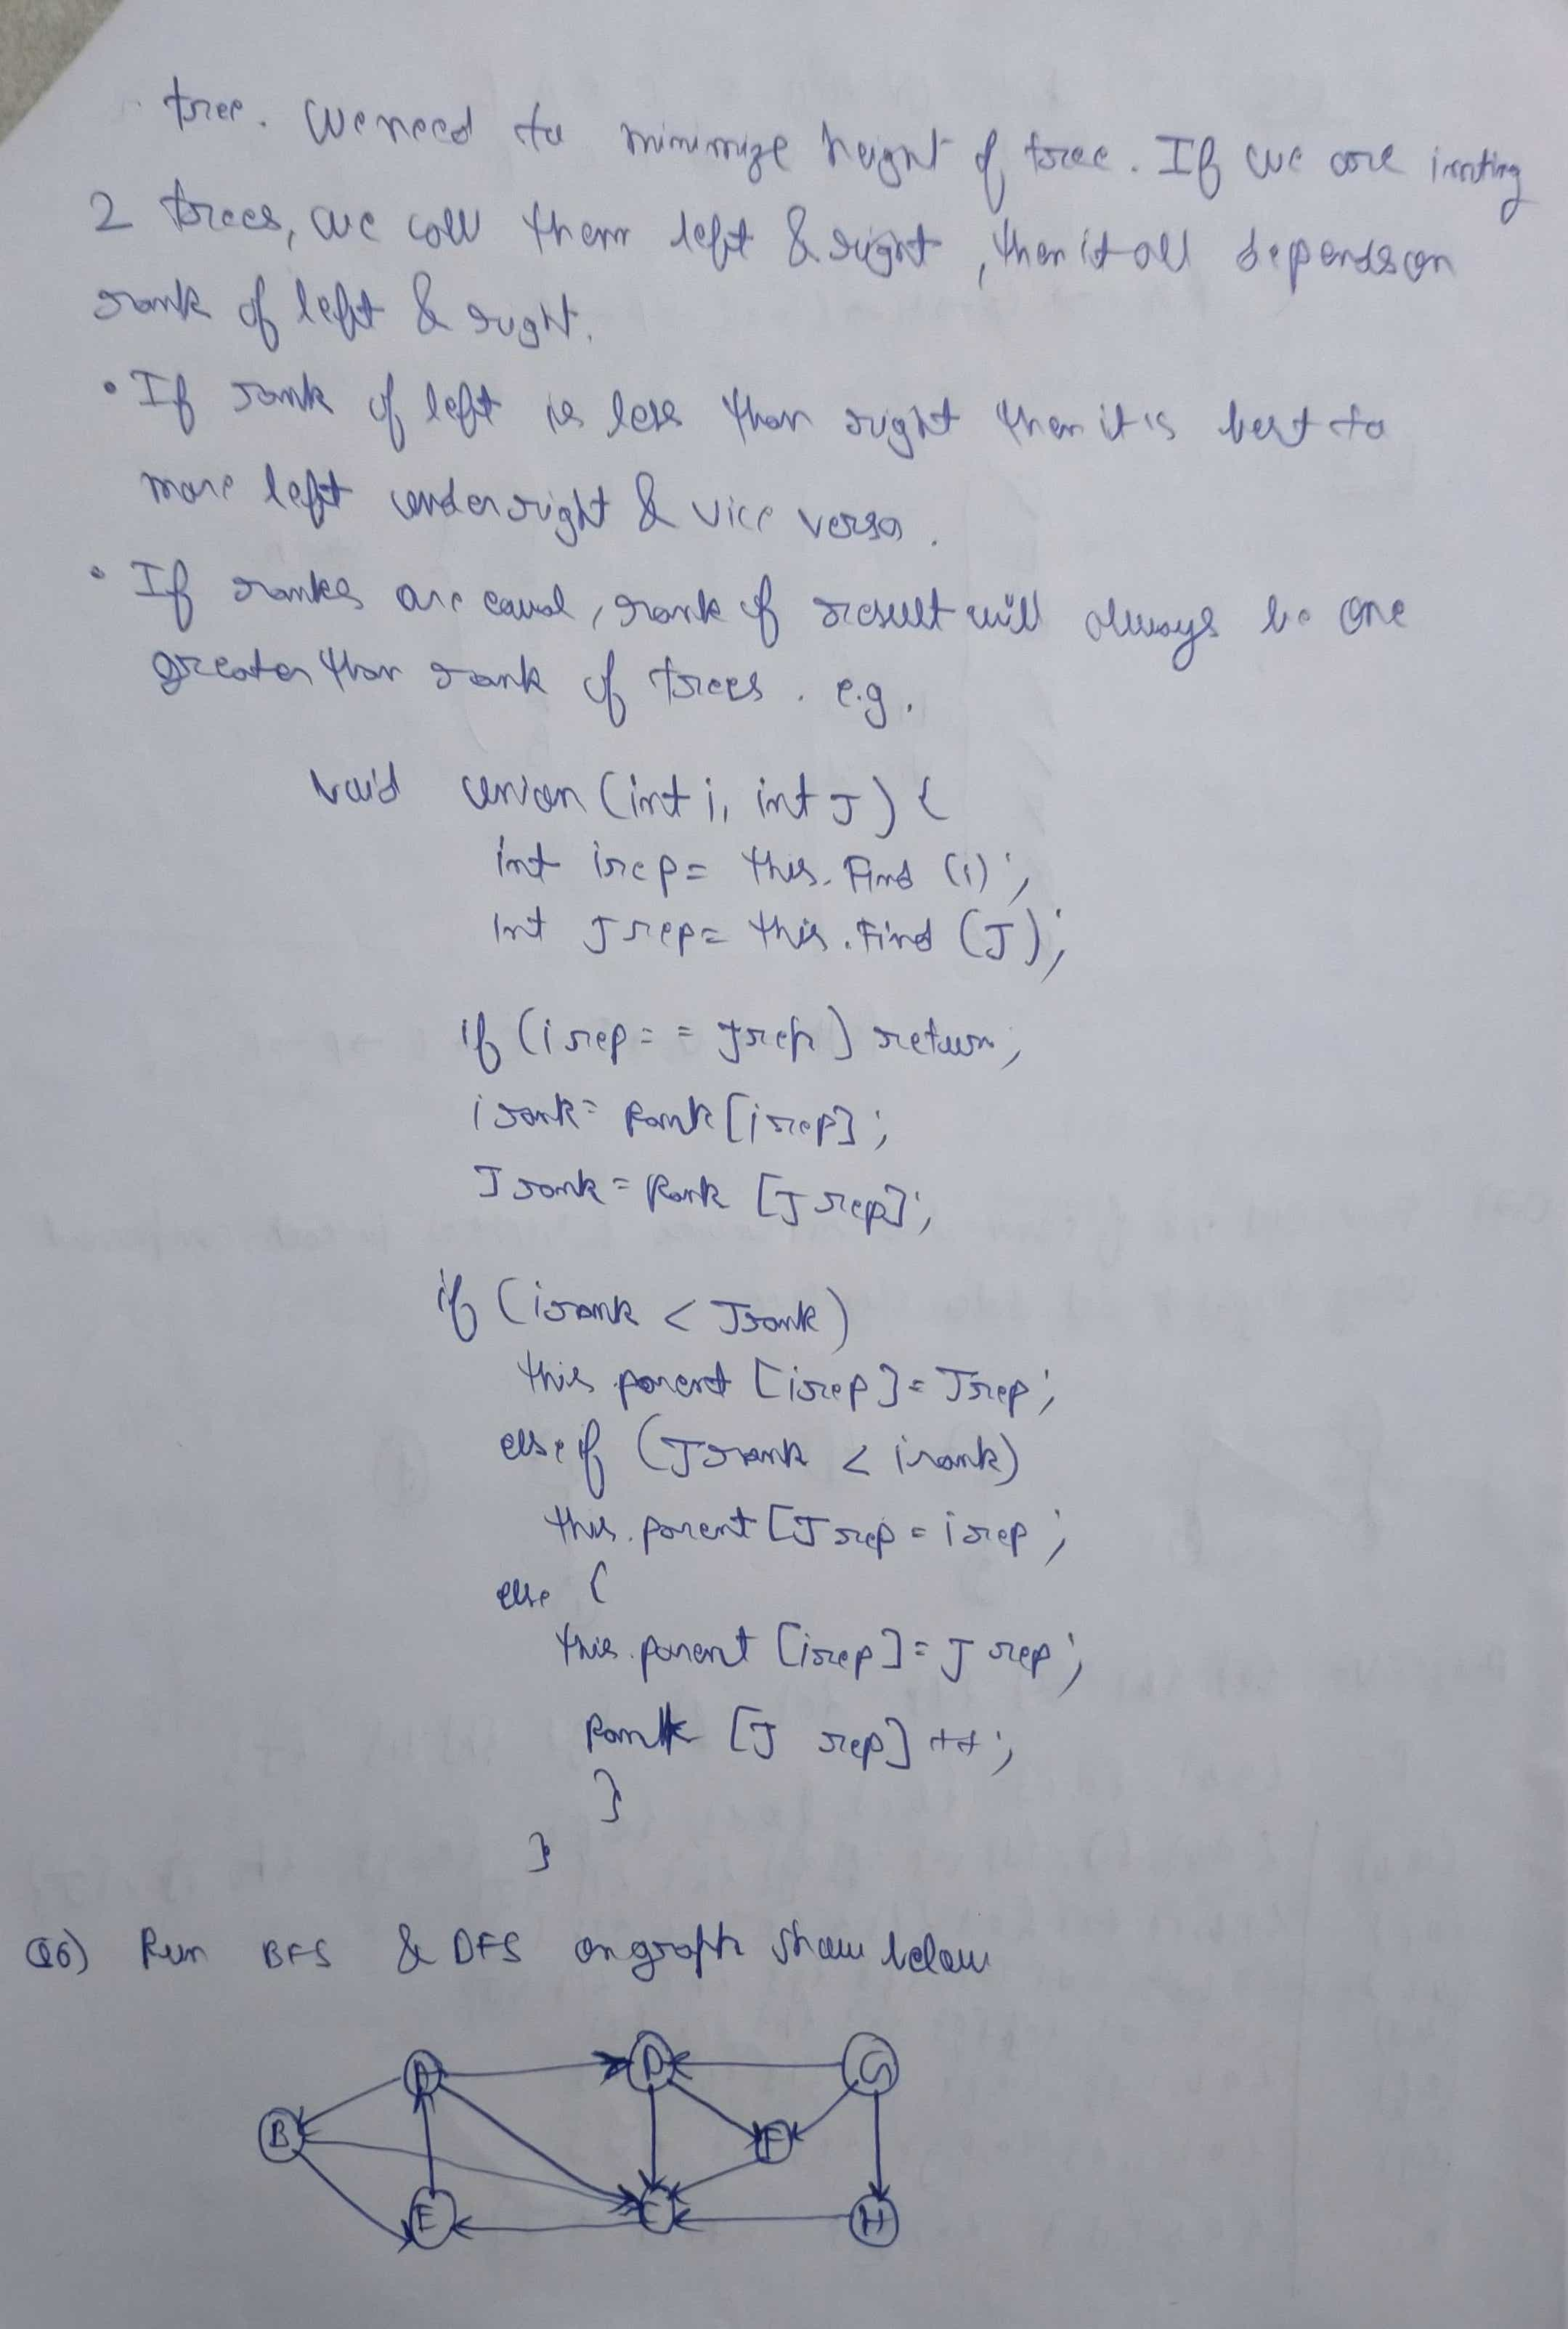 tree. We need to minimize height of tree. If we are uniting
2 trees, we call them left & right, then it all depends on
rank of left & right.
• If rank of left is less than right then it is best to
move left under right & vice versa.
• If ranks are equal, rank of result will always be one
greater than rank of trees. e.g.
void union (int i, int J) {
int irep = this. Find (i);
int Jrep = this. Find (J);
if (irep == Jrep) return;
irank = Rank [irep];
Jrank = Rank [Jrep];
if (irank < Jrank)
this parent [irep] = Jrep;
else if (Jrank < irank)
this. parent [Jrep = irep;
else {
this. parent [irep] = Jrep;
Rank [J rep] ++;
}
}
Q6) Run BFS & DFS on graph show below
A D G
B F
E C H